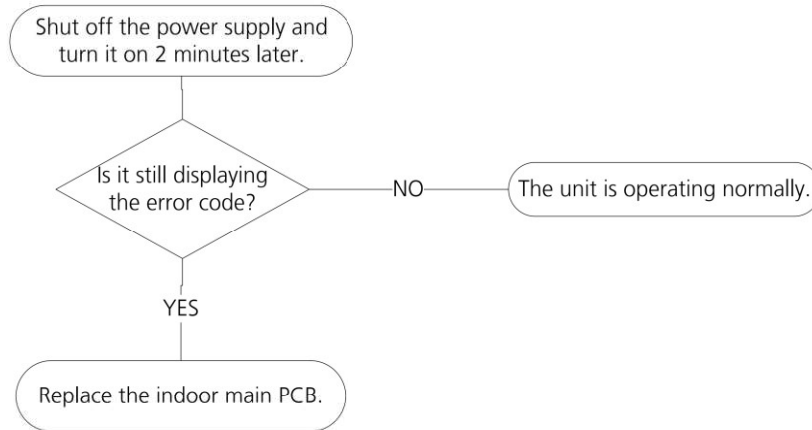 Shut off the power supply and
turn it on 2 minutes later.
Is it still displaying
the error code?
NO
The unit is operating normally.
YES
Replace the indoor main PCB.